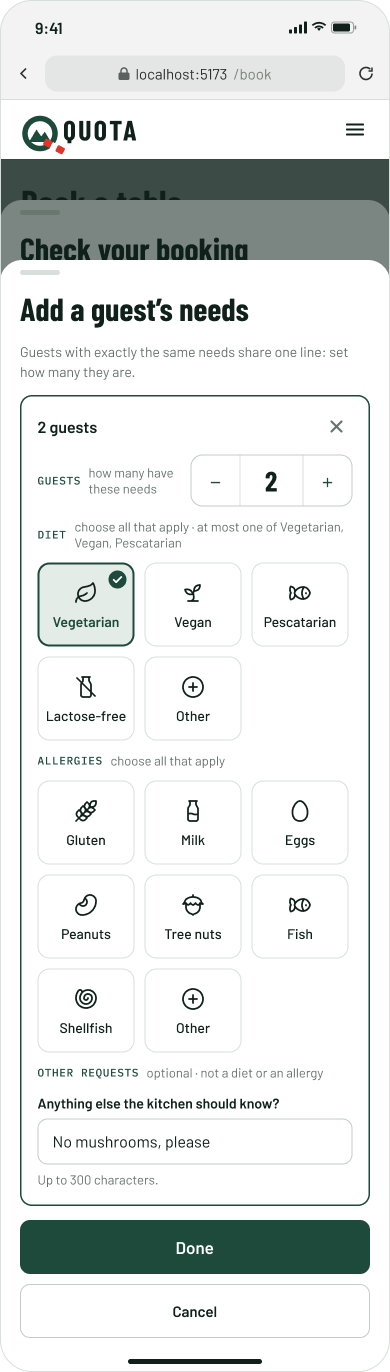 9:41
localhost:5173/book
QUOTA
Book a table
Check your booking
Add a guest’s needs
Guests with exactly the same needs share one line: set
how many they are.
2 guests
GUESTS how many have
these needs
− 2 +
DIET choose all that apply · at most one of Vegetarian,
Vegan, Pescatarian
Vegetarian Vegan Pescatarian
Lactose-free Other
ALLERGIES choose all that apply
Gluten Milk Eggs
Peanuts Tree nuts Fish
Shellfish Other
OTHER REQUESTS optional · not a diet or an allergy
Anything else the kitchen should know?
No mushrooms, please
Up to 300 characters.
Done
Cancel